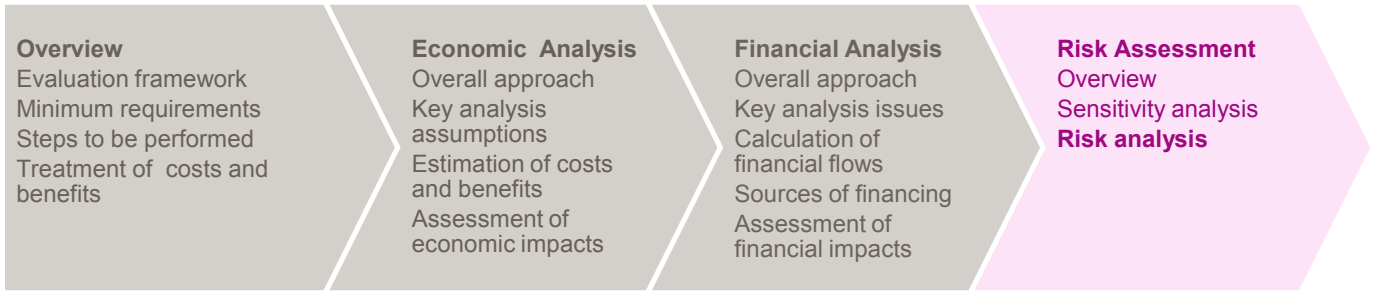 Overview
Evaluation framework
Minimum requirements
Steps to be performed
Treatment of costs and
benefits
Economic Analysis
Overall approach
Key analysis
assumptions
Estimation of costs
and benefits
Assessment of
economic impacts
Financial Analysis
Overall approach
Key analysis issues
Calculation of
financial flows
Sources of financing
Assessment of
financial impacts
Risk Assessment
Overview
Sensitivity analysis
Risk analysis